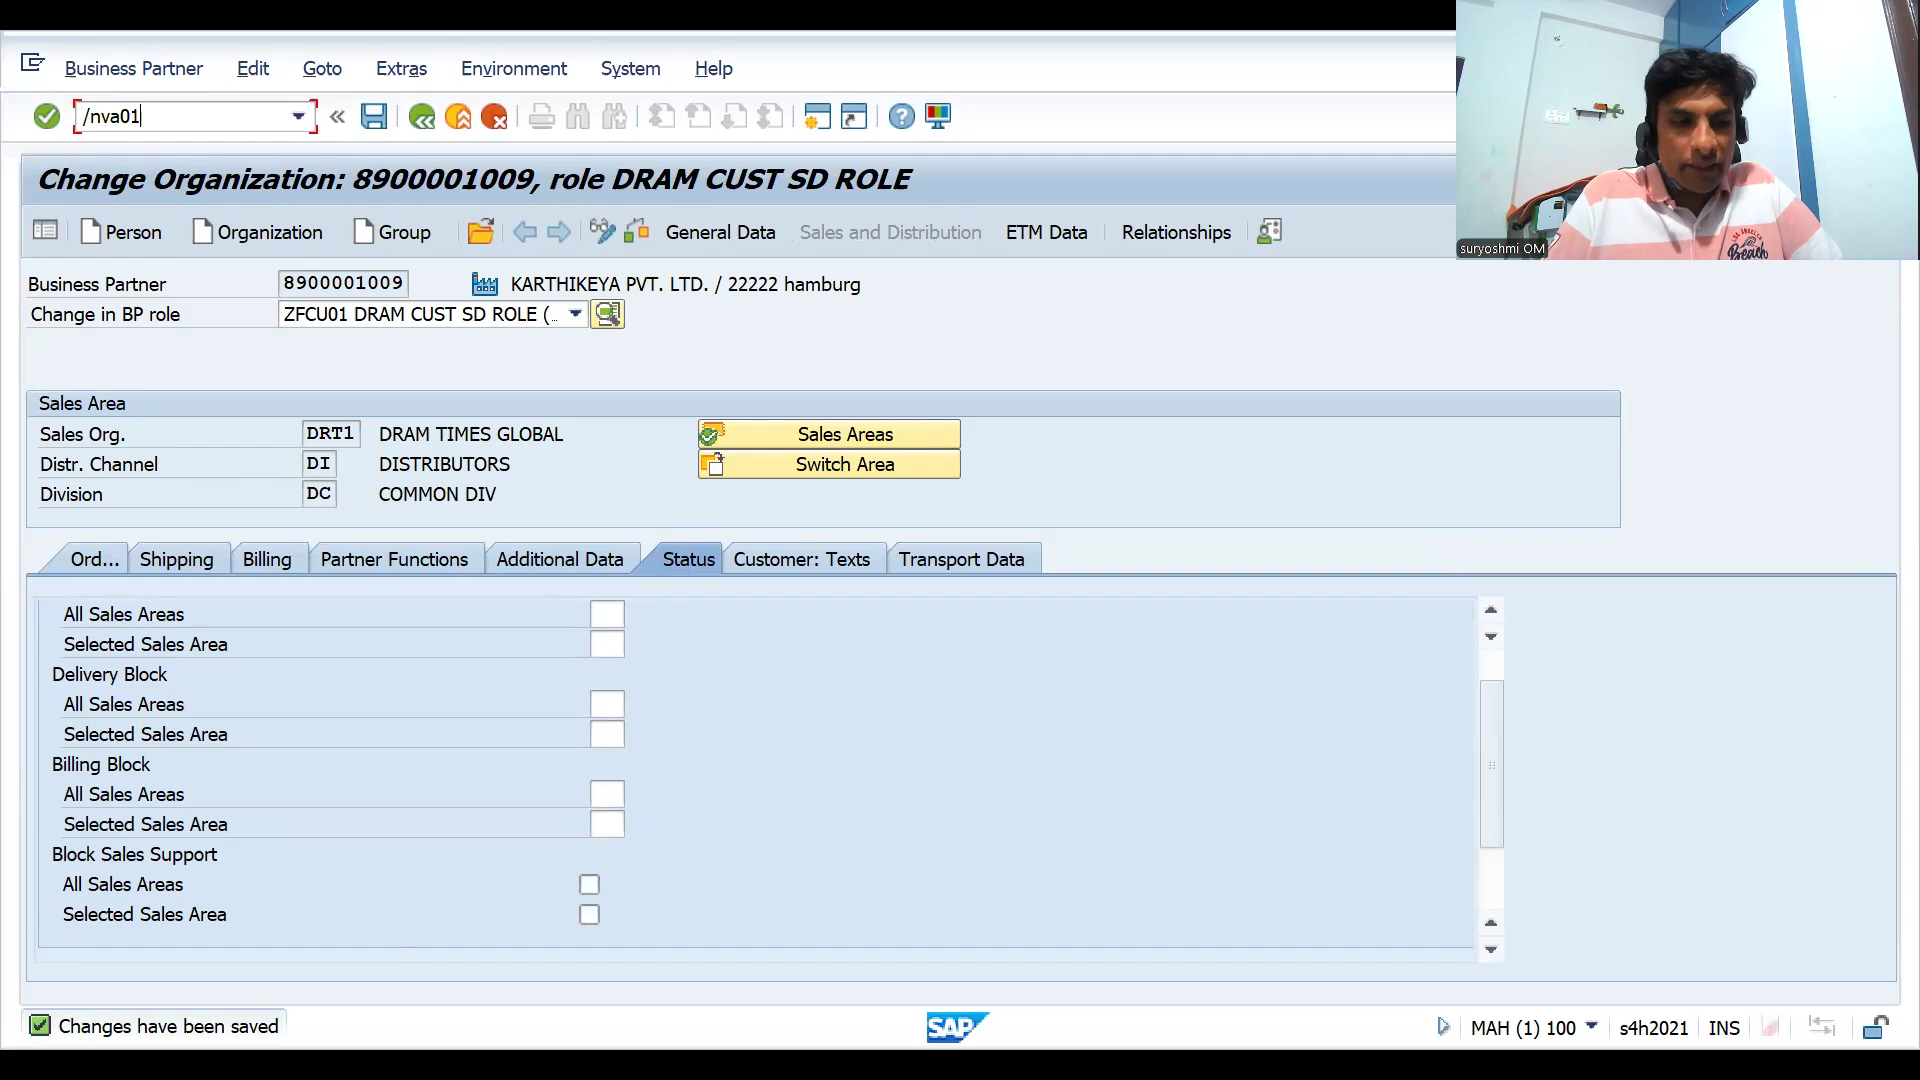 Business Partner Edit Goto Extras Environment System Help
/nva01
Change Organization: 8900001009, role DRAM CUST SD ROLE
Person Organization Group General Data Sales and Distribution ETM Data Relationships
suryoshmi OM
Business Partner 8900001009 KARTHIKEYA PVT. LTD. / 22222 hamburg
Change in BP role ZFCU01 DRAM CUST SD ROLE (...
Sales Area
Sales Org. DRT1 DRAM TIMES GLOBAL Sales Areas
Distr. Channel DI DISTRIBUTORS Switch Area
Division DC COMMON DIV
Ord... Shipping Billing Partner Functions Additional Data Status Customer: Texts Transport Data
All Sales Areas
Selected Sales Area
Delivery Block
All Sales Areas
Selected Sales Area
Billing Block
All Sales Areas
Selected Sales Area
Block Sales Support
All Sales Areas
Selected Sales Area
Changes have been saved SAP MAH (1) 100 s4h2021 INS